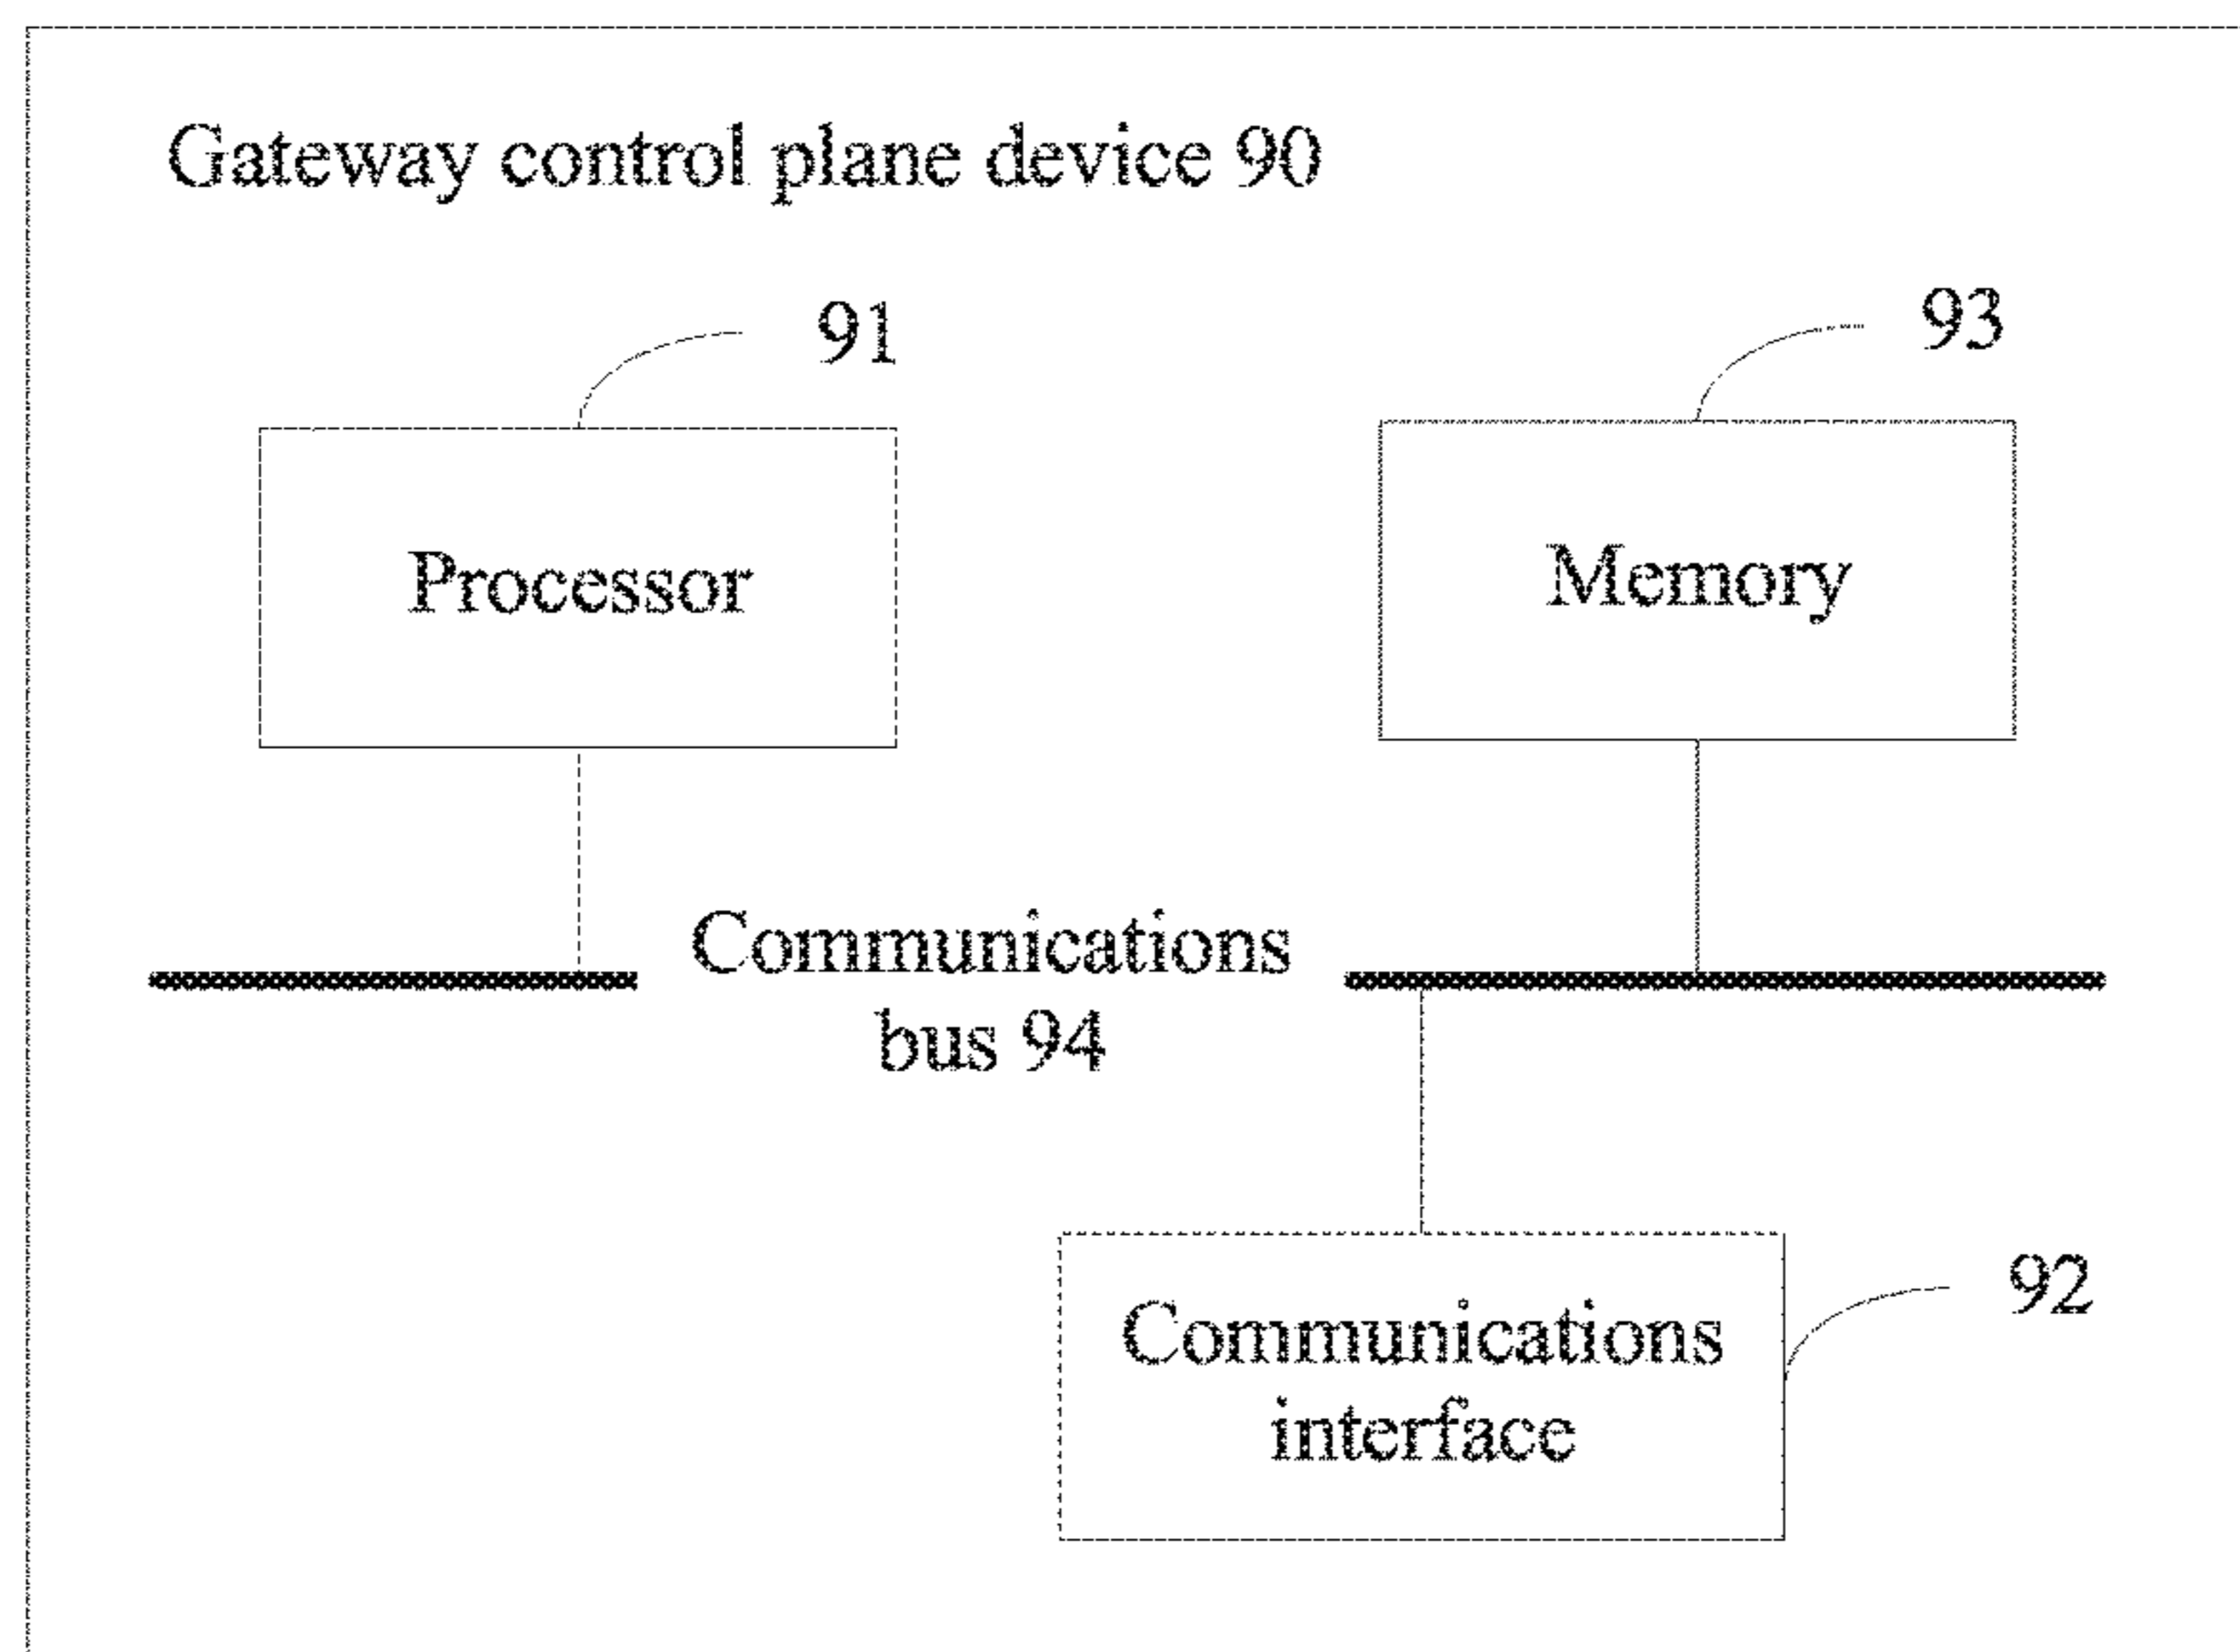 Gateway control plane device 90
91
93
Processor
Memory
Communications
bus 94
92
Communications
interface